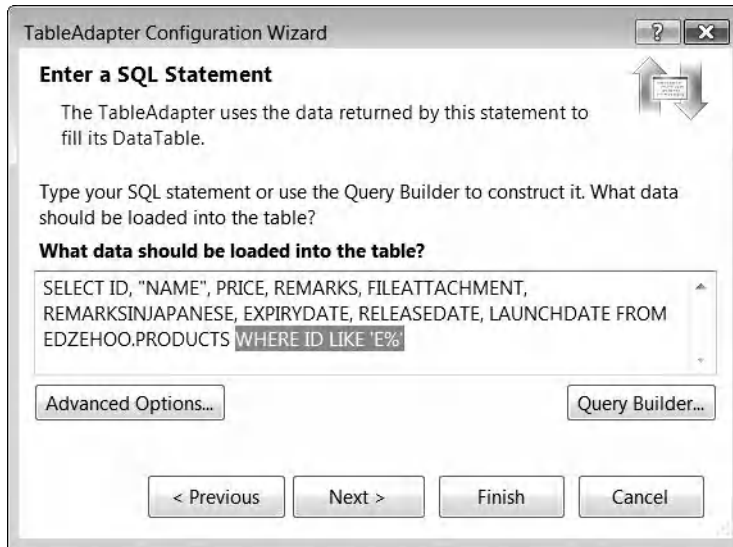 TableAdapter Configuration Wizard
?
Enter a SQL Statement
The TableAdapter uses the data returned by this statement to
fill its DataTable.
Type your SQL statement or use the Query Builder to construct it. What data
should be loaded into the table?
What data should be loaded into the table?
SELECT ID, "NAME", PRICE, REMARKS, FILEATTACHMENT,
REMARKSINJAPANESE, EXPIRYDATE, RELEASEDATE, LAUNCHDATE FROM
EDZEHOO.PRODUCTS WHERE ID LIKE 'E%'
Advanced Options... Query Builder...
< Previous Next > Finish Cancel